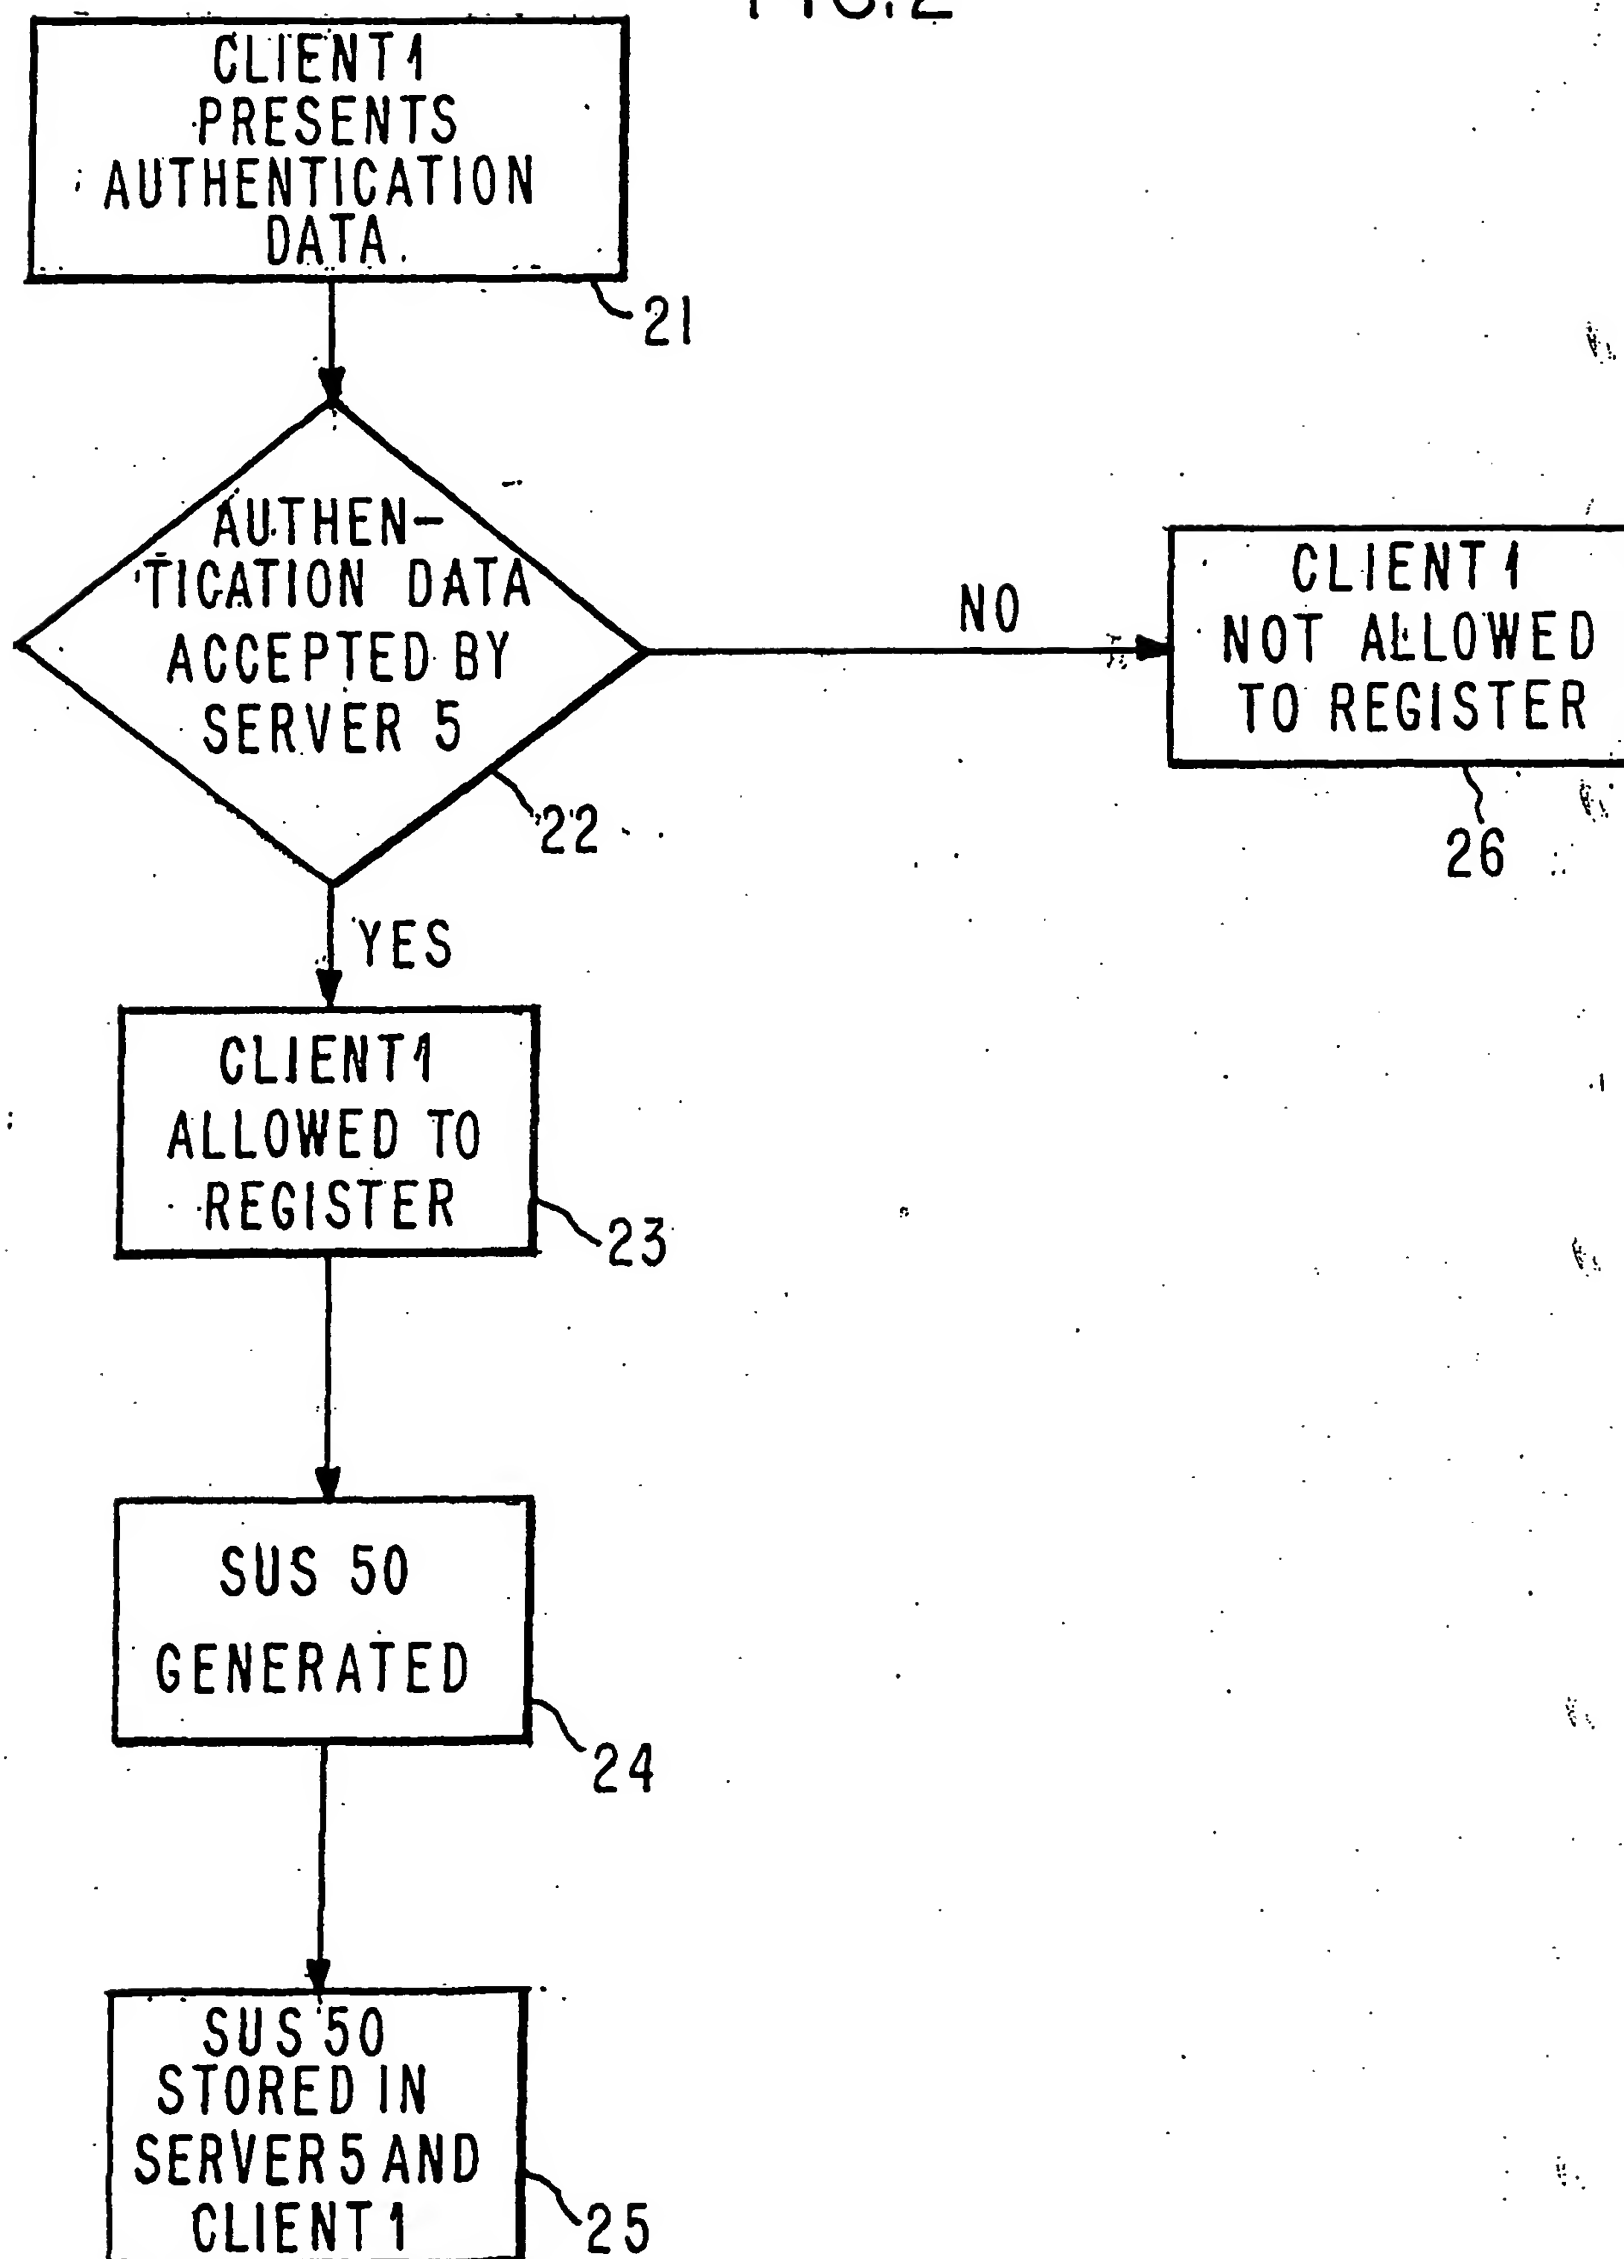 FIG.2
CLIENT 1
PRESENTS
AUTHENTICATION
DATA.
21
AUTHEN-
TICATION DATA
ACCEPTED BY
SERVER 5
22
NO
CLIENT 1
NOT ALLOWED
TO REGISTER
26
YES
CLIENT 1
ALLOWED TO
REGISTER
23
SUS 50
GENERATED
24
SUS 50
STORED IN
SERVER 5 AND
CLIENT 1
25